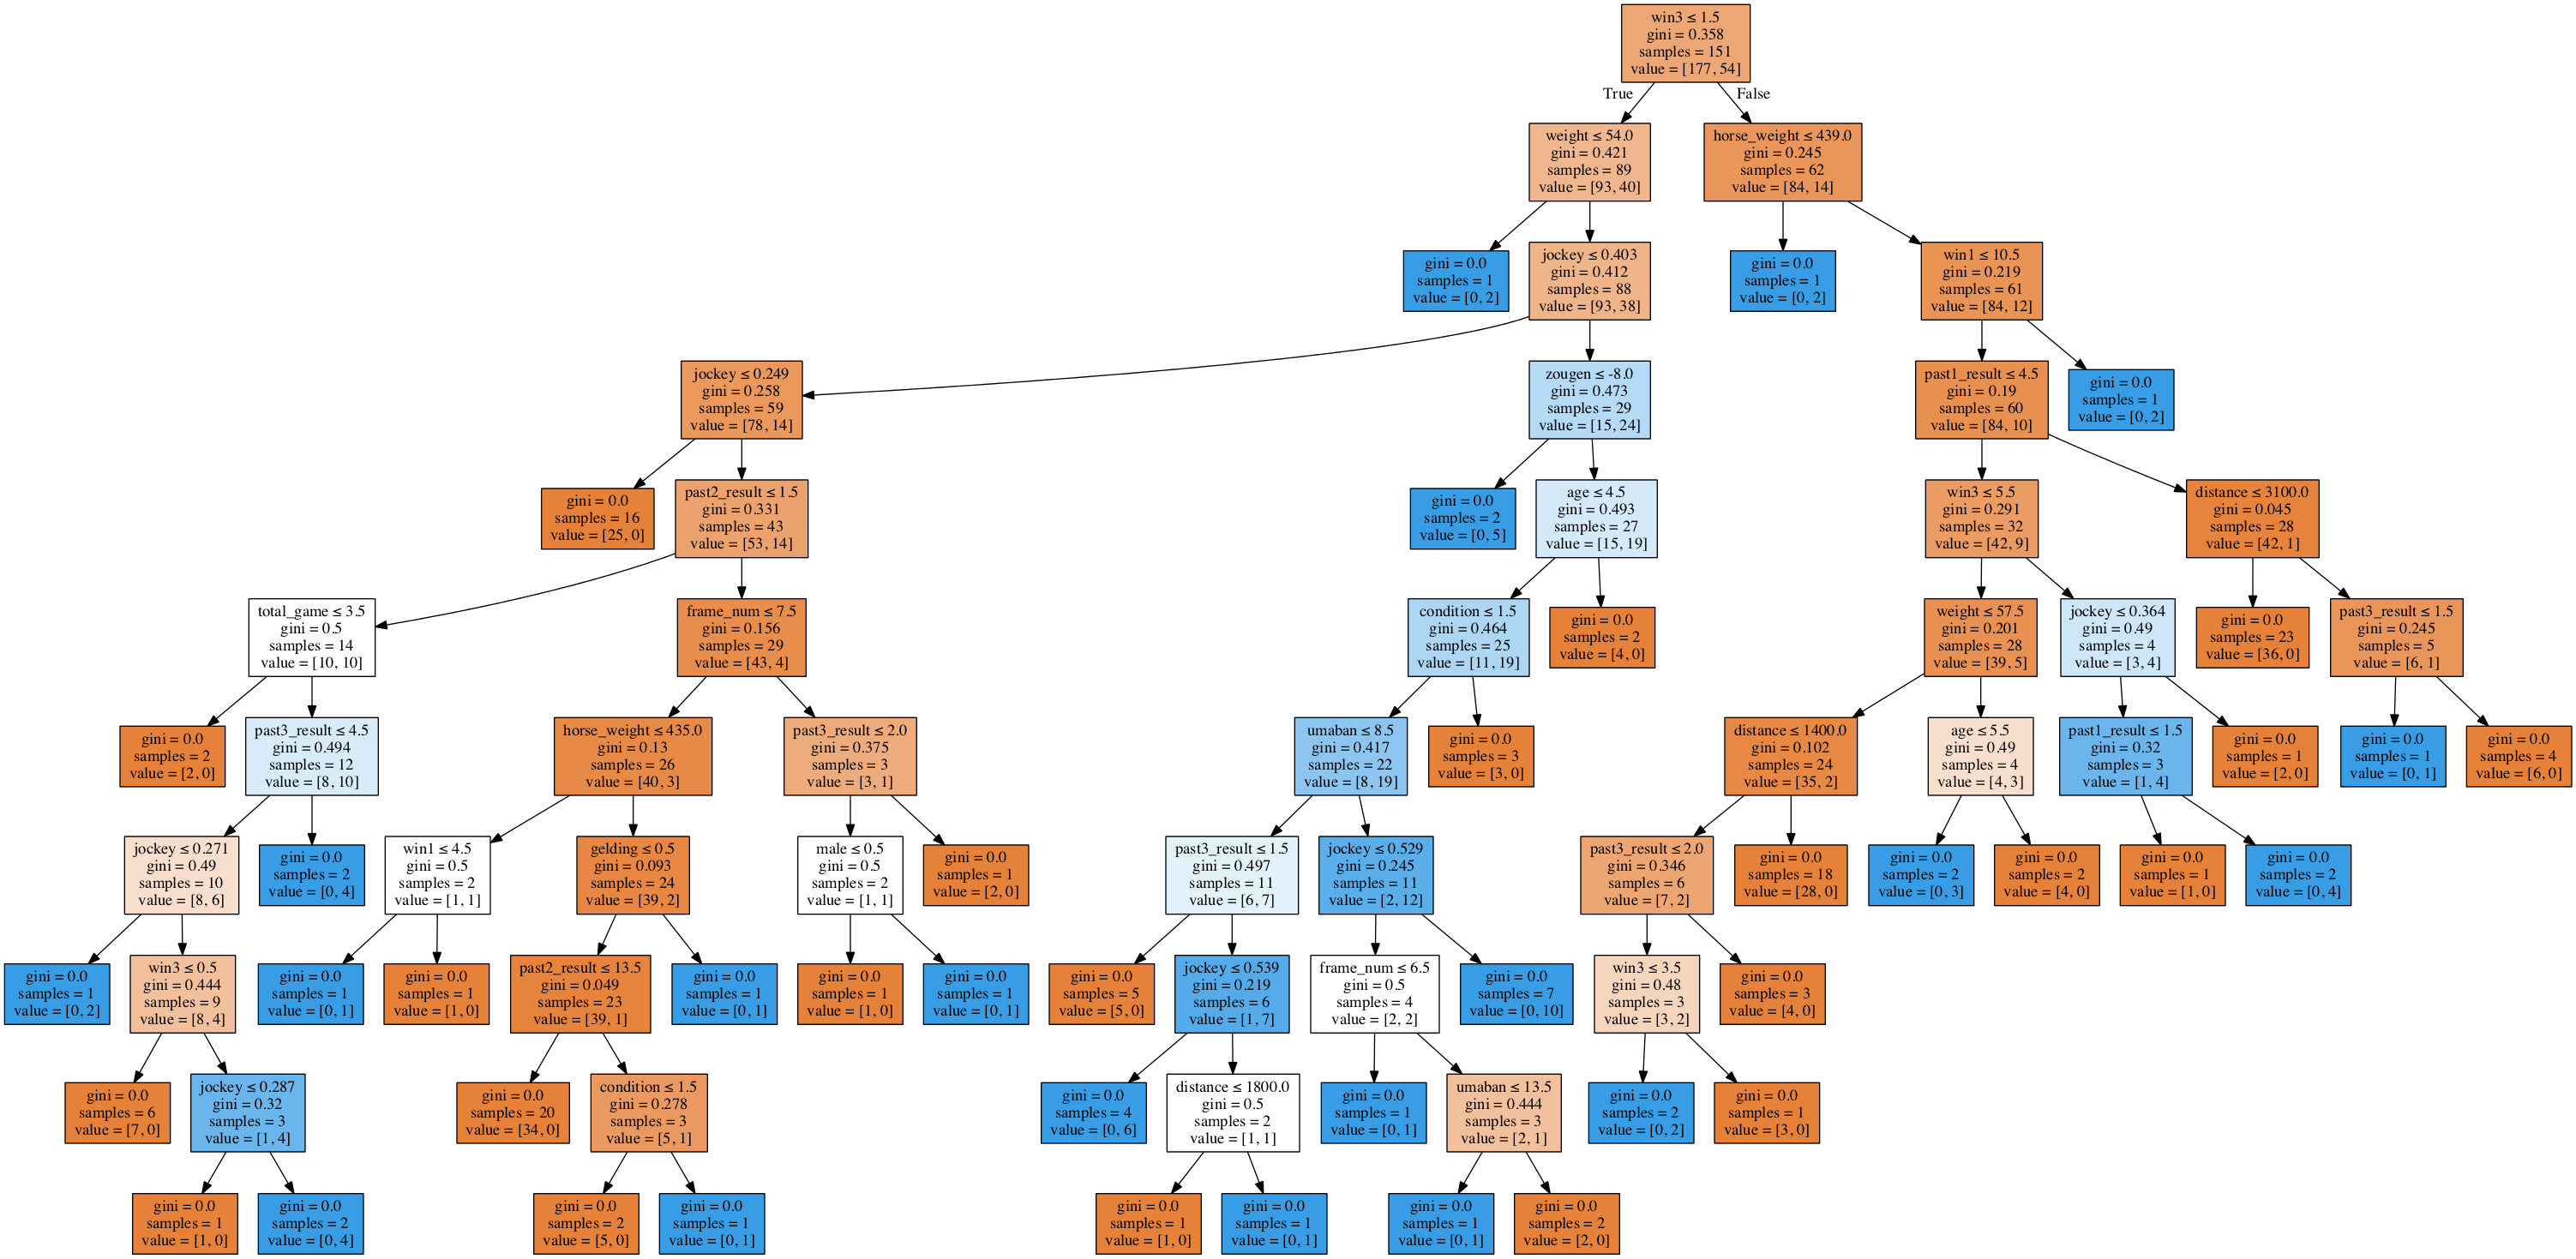 win3 ≤ 1.5
gini = 0.358
samples = 151
value = [177, 54]
True
False
weight ≤ 54.0
gini = 0.421
samples = 89
value = [93, 40]
horse_weight ≤ 439.0
gini = 0.245
samples = 62
value = [84, 14]
gini = 0.0
samples = 1
value = [0, 2]
jockey ≤ 0.403
gini = 0.412
samples = 88
value = [93, 38]
gini = 0.0
samples = 1
value = [0, 2]
win1 ≤ 10.5
gini = 0.219
samples = 61
value = [84, 12]
jockey ≤ 0.249
gini = 0.258
samples = 59
value = [78, 14]
zougen ≤ -8.0
gini = 0.473
samples = 29
value = [15, 24]
past1_result ≤ 4.5
gini = 0.19
samples = 60
value = [84, 10]
gini = 0.0
samples = 1
value = [0, 2]
gini = 0.0
samples = 16
value = [25, 0]
past2_result ≤ 1.5
gini = 0.331
samples = 43
value = [53, 14]
gini = 0.0
samples = 2
value = [0, 5]
age ≤ 4.5
gini = 0.493
samples = 27
value = [15, 19]
win3 ≤ 5.5
gini = 0.291
samples = 32
value = [42, 9]
distance ≤ 3100.0
gini = 0.045
samples = 28
value = [42, 1]
total_game ≤ 3.5
gini = 0.5
samples = 14
value = [10, 10]
frame_num ≤ 7.5
gini = 0.156
samples = 29
value = [43, 4]
condition ≤ 1.5
gini = 0.464
samples = 25
value = [11, 19]
gini = 0.0
samples = 2
value = [4, 0]
weight ≤ 57.5
gini = 0.201
samples = 28
value = [39, 5]
jockey ≤ 0.364
gini = 0.49
samples = 4
value = [3, 4]
gini = 0.0
samples = 23
value = [36, 0]
past3_result ≤ 1.5
gini = 0.245
samples = 5
value = [6, 1]
gini = 0.0
samples = 2
value = [2, 0]
past3_result ≤ 4.5
gini = 0.494
samples = 12
value = [8, 10]
horse_weight ≤ 435.0
gini = 0.13
samples = 26
value = [40, 3]
past3_result ≤ 2.0
gini = 0.375
samples = 3
value = [3, 1]
umaban ≤ 8.5
gini = 0.417
samples = 22
value = [8, 19]
gini = 0.0
samples = 3
value = [3, 0]
distance ≤ 1400.0
gini = 0.102
samples = 24
value = [35, 2]
age ≤ 5.5
gini = 0.49
samples = 4
value = [4, 3]
past1_result ≤ 1.5
gini = 0.32
samples = 3
value = [1, 4]
gini = 0.0
samples = 1
value = [2, 0]
gini = 0.0
samples = 1
value = [0, 1]
gini = 0.0
samples = 4
value = [6, 0]
jockey ≤ 0.271
gini = 0.49
samples = 10
value = [8, 6]
gini = 0.0
samples = 2
value = [0, 4]
win1 ≤ 4.5
gini = 0.5
samples = 2
value = [1, 1]
gelding ≤ 0.5
gini = 0.093
samples = 24
value = [39, 2]
male ≤ 0.5
gini = 0.5
samples = 2
value = [1, 1]
gini = 0.0
samples = 1
value = [2, 0]
past3_result ≤ 1.5
gini = 0.497
samples = 11
value = [6, 7]
jockey ≤ 0.529
gini = 0.245
samples = 11
value = [2, 12]
past3_result ≤ 2.0
gini = 0.346
samples = 6
value = [7, 2]
gini = 0.0
samples = 18
value = [28, 0]
gini = 0.0
samples = 2
value = [0, 3]
gini = 0.0
samples = 2
value = [4, 0]
gini = 0.0
samples = 1
value = [1, 0]
gini = 0.0
samples = 2
value = [0, 4]
gini = 0.0
samples = 1
value = [0, 2]
win3 ≤ 0.5
gini = 0.444
samples = 9
value = [8, 4]
gini = 0.0
samples = 1
value = [0, 1]
gini = 0.0
samples = 1
value = [1, 0]
past2_result ≤ 13.5
gini = 0.049
samples = 23
value = [39, 1]
gini = 0.0
samples = 1
value = [0, 1]
gini = 0.0
samples = 1
value = [1, 0]
gini = 0.0
samples = 1
value = [0, 1]
gini = 0.0
samples = 5
value = [5, 0]
jockey ≤ 0.539
gini = 0.219
samples = 6
value = [1, 7]
frame_num ≤ 6.5
gini = 0.5
samples = 4
value = [2, 2]
gini = 0.0
samples = 7
value = [0, 10]
win3 ≤ 3.5
gini = 0.48
samples = 3
value = [3, 2]
gini = 0.0
samples = 3
value = [4, 0]
gini = 0.0
samples = 6
value = [7, 0]
jockey ≤ 0.287
gini = 0.32
samples = 3
value = [1, 4]
gini = 0.0
samples = 20
value = [34, 0]
condition ≤ 1.5
gini = 0.278
samples = 3
value = [5, 1]
gini = 0.0
samples = 4
value = [0, 6]
distance ≤ 1800.0
gini = 0.5
samples = 2
value = [1, 1]
gini = 0.0
samples = 1
value = [0, 1]
umaban ≤ 13.5
gini = 0.444
samples = 3
value = [2, 1]
gini = 0.0
samples = 2
value = [0, 2]
gini = 0.0
samples = 1
value = [3, 0]
gini = 0.0
samples = 1
value = [1, 0]
gini = 0.0
samples = 2
value = [0, 4]
gini = 0.0
samples = 2
value = [5, 0]
gini = 0.0
samples = 1
value = [0, 1]
gini = 0.0
samples = 1
value = [1, 0]
gini = 0.0
samples = 1
value = [0, 1]
gini = 0.0
samples = 1
value = [0, 1]
gini = 0.0
samples = 2
value = [2, 0]